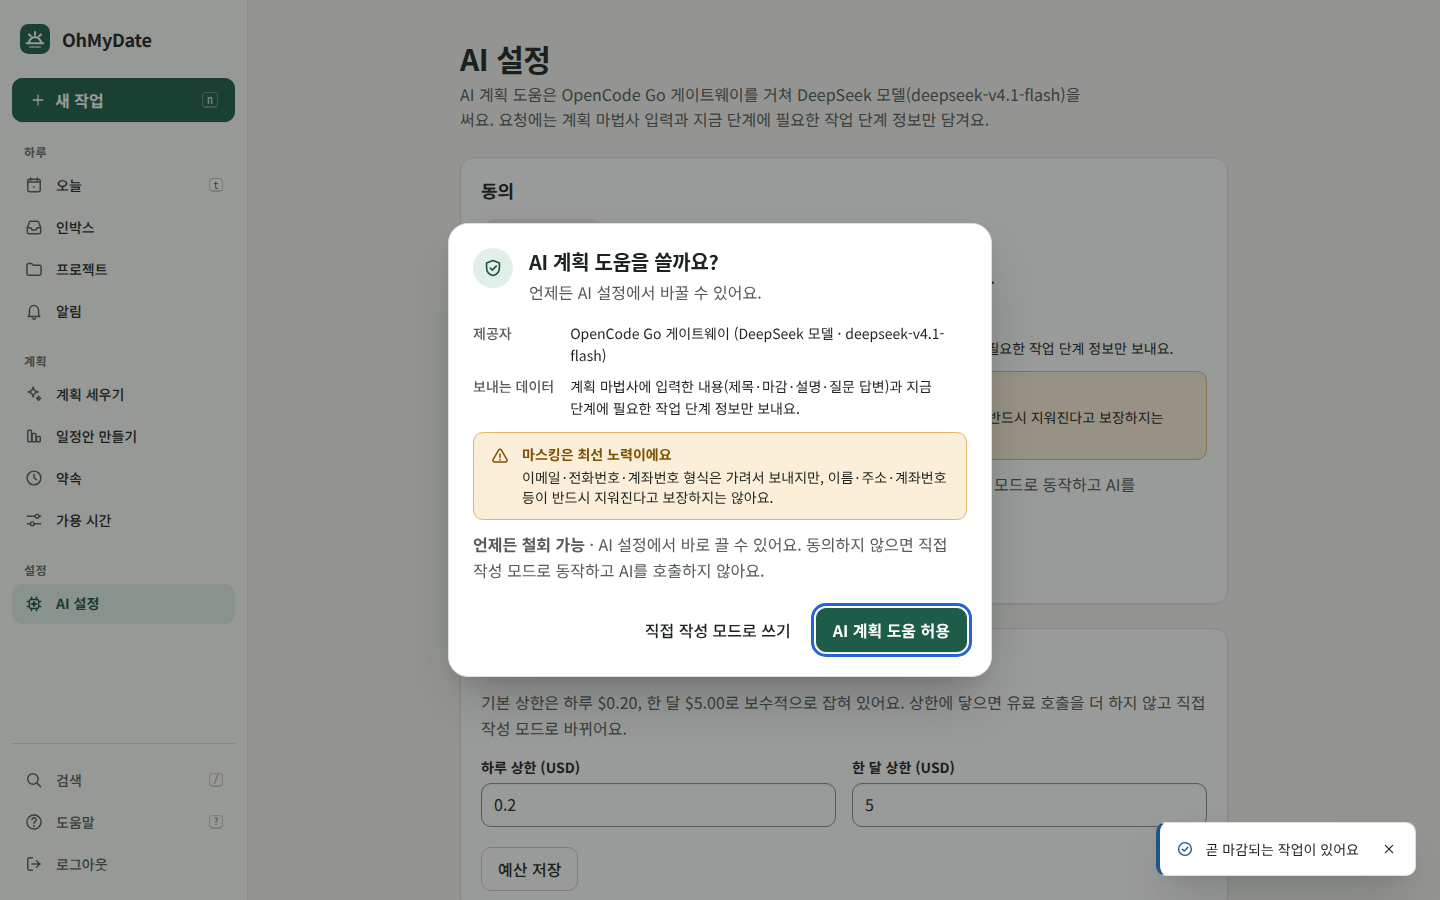 OhMyDate
새 작업
n
하루
오늘
t
인박스
프로젝트
알림
계획
계획 세우기
일정안 만들기
약속
가용 시간
설정
AI 설정
검색
/
도움말
?
로그아웃
AI 설정
AI 계획 도움은 OpenCode Go 게이트웨이를 거쳐 DeepSeek 모델(deepseek-v4.1-flash)을
써요. 요청에는 계획 마법사 입력과 지금 단계에 필요한 작업 단계 정보만 담겨요.
동의
필요한 작업 단계 정보만 보내요.
반드시 지워진다고 보장하지는
모드로 동작하고 AI를
AI 계획 도움을 쓸까요?
언제든 AI 설정에서 바꿀 수 있어요.
제공자
OpenCode Go 게이트웨이 (DeepSeek 모델 · deepseek-v4.1-
flash)
보내는 데이터
계획 마법사에 입력한 내용(제목·마감·설명·질문 답변)과 지금
단계에 필요한 작업 단계 정보만 보내요.
마스킹은 최선 노력이에요
이메일·전화번호·계좌번호 형식은 가려서 보내지만, 이름·주소·계좌번호
등이 반드시 지워진다고 보장하지는 않아요.
언제든 철회 가능 · AI 설정에서 바로 끌 수 있어요. 동의하지 않으면 직접
작성 모드로 동작하고 AI를 호출하지 않아요.
직접 작성 모드로 쓰기
AI 계획 도움 허용
기본 상한은 하루 $0.20, 한 달 $5.00로 보수적으로 잡혀 있어요. 상한에 닿으면 유료 호출을 더 하지 않고 직접
작성 모드로 바뀌어요.
하루 상한 (USD)
한 달 상한 (USD)
0.2
5
예산 저장
곧 마감되는 작업이 있어요